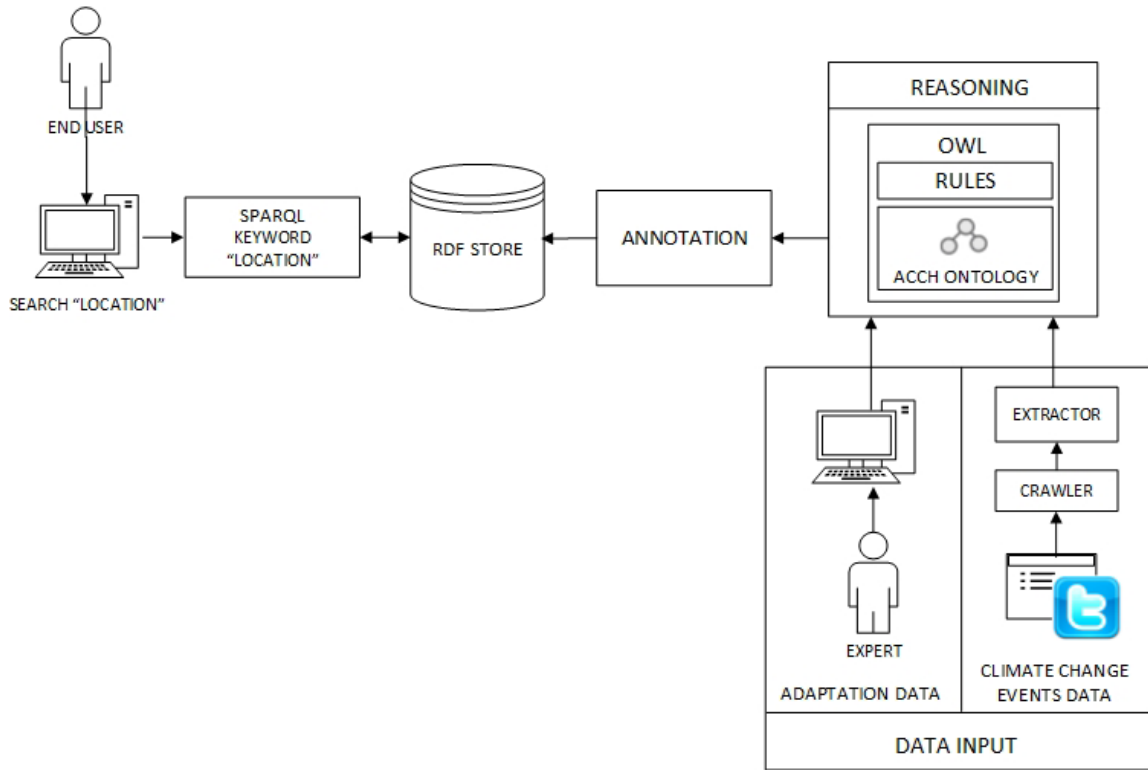 END USER
SEARCH “LOCATION”
SPARQL
KEYWORD
“LOCATION”
RDF STORE
ANNOTATION
REASONING
OWL
RULES
ACCH ONTOLOGY
EXTRACTOR
CRAWLER
EXPERT
ADAPTATION DATA
CLIMATE CHANGE
EVENTS DATA
DATA INPUT